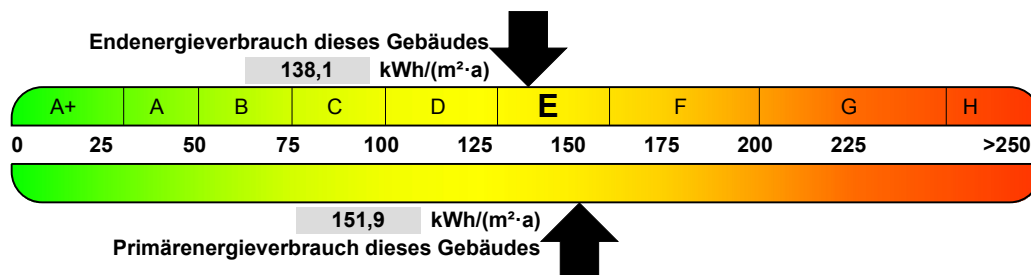 Endenergieverbrauch dieses Gebäudes
138,1 kWh/(m²·a)
A+ A B C D E F G H
0 25 50 75 100 125 150 175 200 225 >250
151,9 kWh/(m²·a)
Primärenergieverbrauch dieses Gebäudes